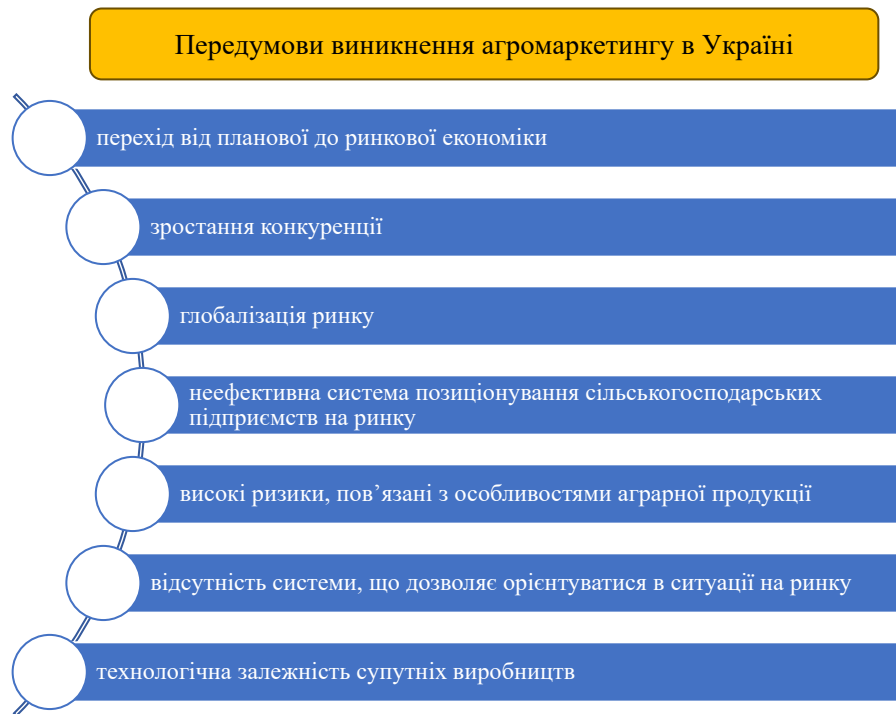 Передумови виникнення агромаркетингу в Україні
перехід від планової до ринкової економіки
зростання конкуренції
глобалізація ринку
неефективна система позиціонування сільськогосподарських
підприємств на ринку
високі ризики, пов’язані з особливостями аграрної продукції
відсутність системи, що дозволяє орієнтуватися в ситуації на ринку
технологічна залежність супутніх виробництв